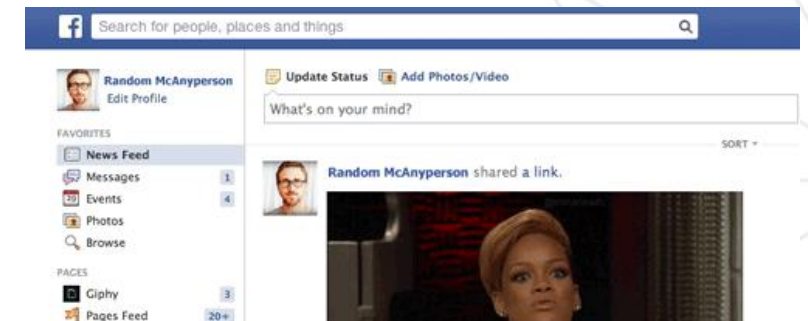 f Search for people, places and things
Random McAnyperson
Edit Profile
FAVORITES
News Feed
Messages 1
Events 4
Photos
Browse
PAGES
Giphy 3
Pages Feed 20+
Update Status Add Photos/Video
What's on your mind?
SORT
Random McAnyperson shared a link.